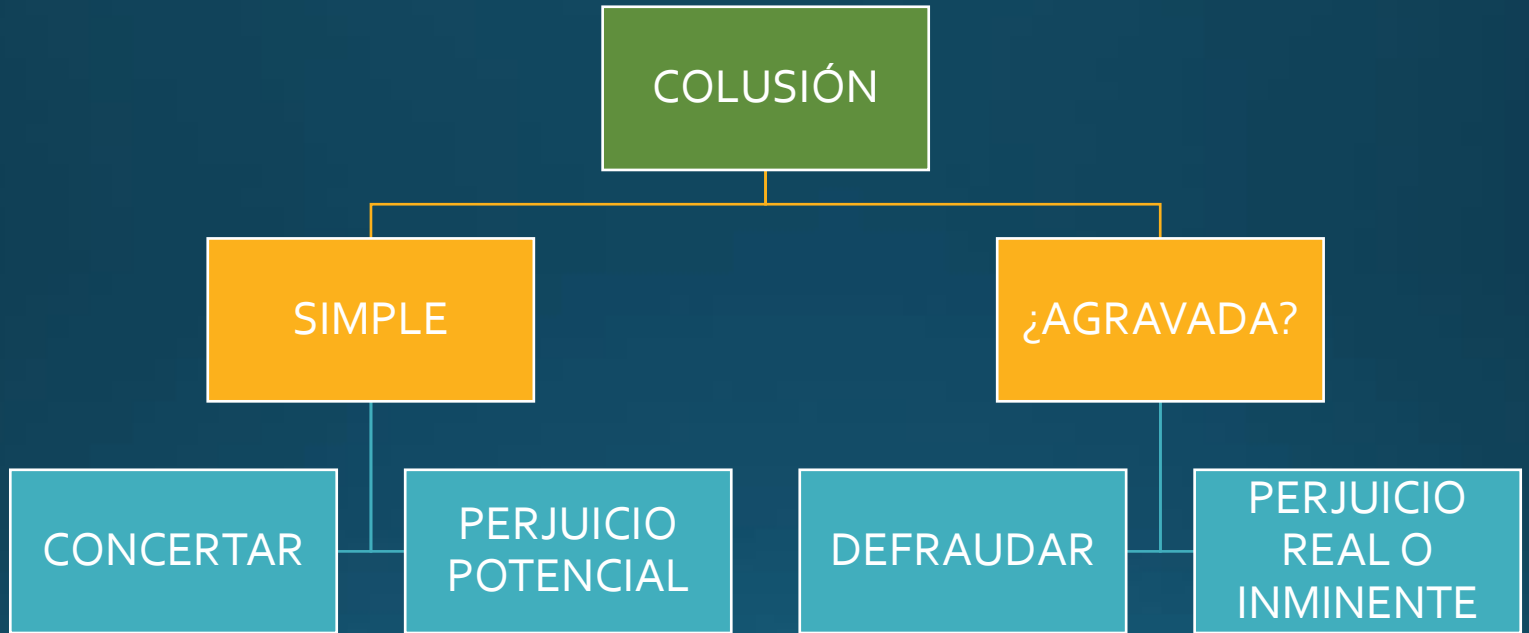 COLUSIÓN
SIMPLE
¿AGRAVADA?
CONCERTAR
PERJUICIO
POTENCIAL
DEFRAUDAR
PERJUICIO
REAL O
INMINENTE